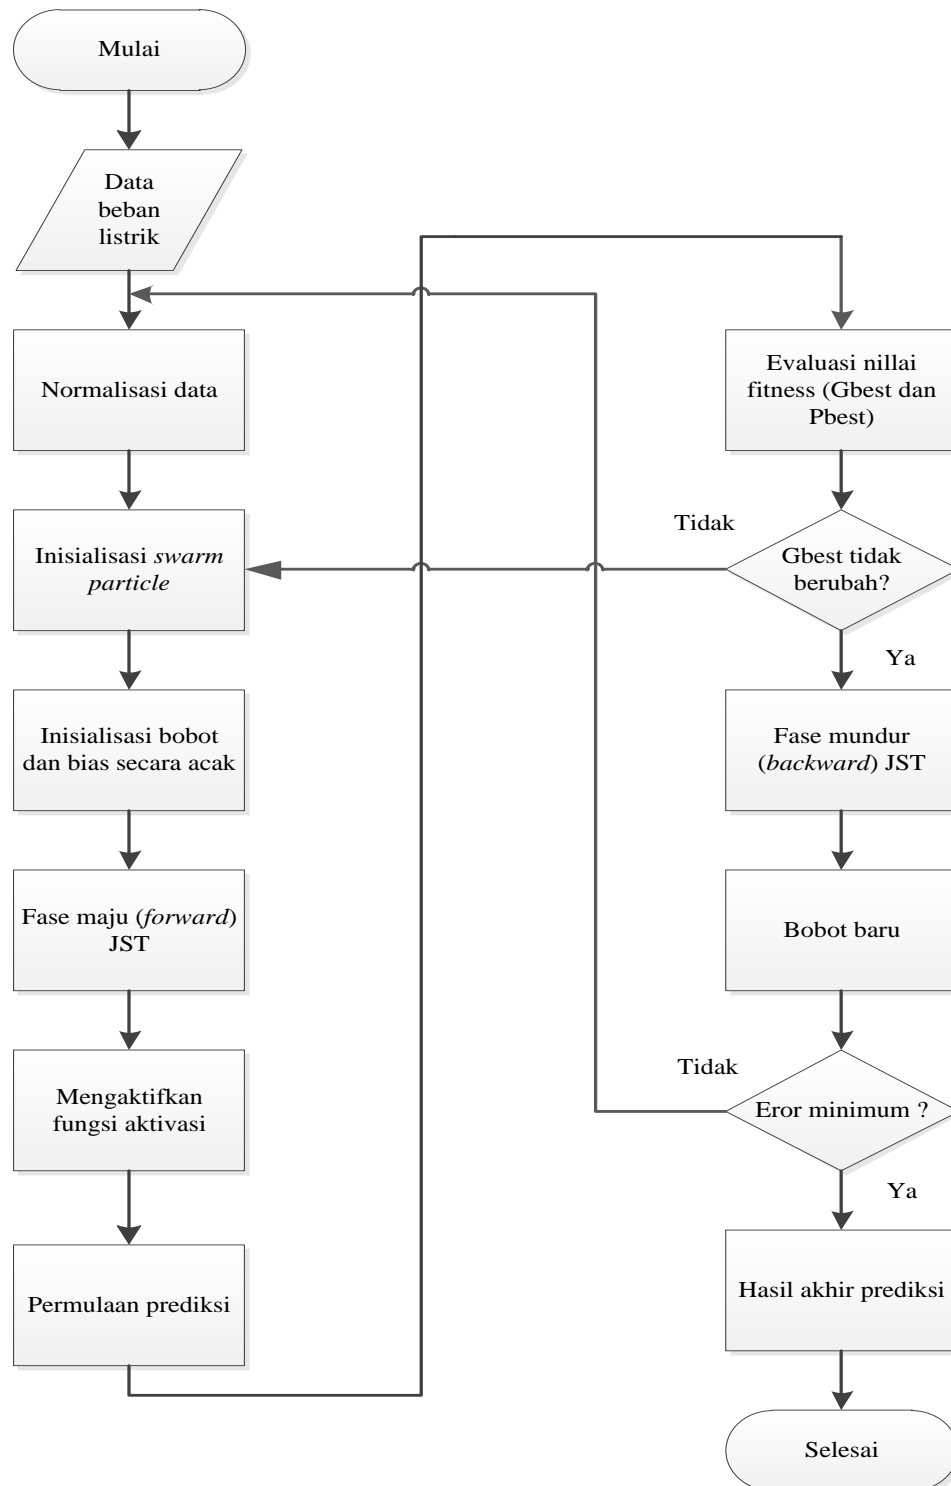 Mulai
Data
beban
listrik
Normalisasi data
Inisialisasi swarm
particle
Inisialisasi bobot
dan bias secara acak
Fase maju (forward)
JST
Mengaktifkan
fungsi aktivasi
Permulaan prediksi
Evaluasi nillai
fitness (Gbest dan
Pbest)
Tidak
Gbest tidak
berubah?
Ya
Fase mundur
(backward) JST
Bobot baru
Tidak
Eror minimum ?
Ya
Hasil akhir prediksi
Selesai